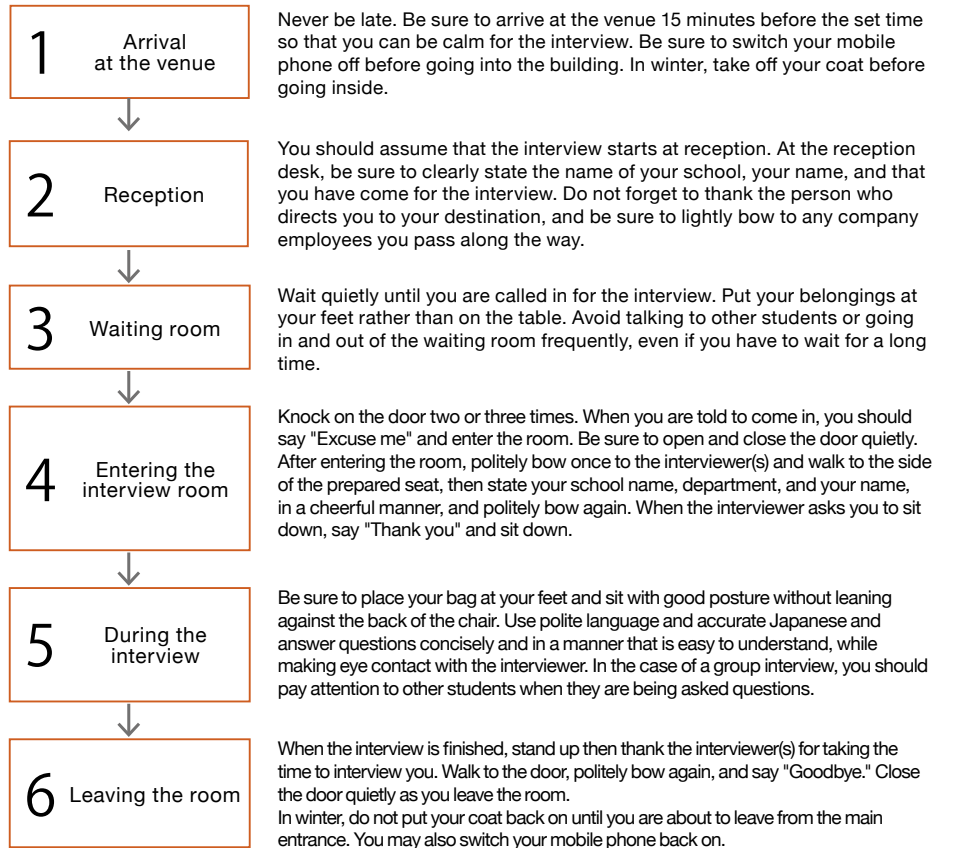 1
Arrival
at the venue
Never be late. Be sure to arrive at the venue 15 minutes before the set time
so that you can be calm for the interview. Be sure to switch your mobile
phone off before going into the building. In winter, take off your coat before
going inside.
2
Reception
You should assume that the interview starts at reception. At the reception
desk, be sure to clearly state the name of your school, your name, and that
you have come for the interview. Do not forget to thank the person who
directs you to your destination, and be sure to lightly bow to any company
employees you pass along the way.
3
Waiting room
Wait quietly until you are called in for the interview. Put your belongings at
your feet rather than on the table. Avoid talking to other students or going
in and out of the waiting room frequently, even if you have to wait for a long
time.
4
Entering the
interview room
Knock on the door two or three times. When you are told to come in, you should
say "Excuse me" and enter the room. Be sure to open and close the door quietly.
After entering the room, politely bow once to the interviewer(s) and walk to the side
of the prepared seat, then state your school name, department, and your name,
in a cheerful manner, and politely bow again. When the interviewer asks you to sit
down, say "Thank you" and sit down.
5
During the
interview
Be sure to place your bag at your feet and sit with good posture without leaning
against the back of the chair. Use polite language and accurate Japanese and
answer questions concisely and in a manner that is easy to understand, while
making eye contact with the interviewer. In the case of a group interview, you should
pay attention to other students when they are being asked questions.
6
Leaving the room
When the interview is finished, stand up then thank the interviewer(s) for taking the
time to interview you. Walk to the door, politely bow again, and say "Goodbye." Close
the door quietly as you leave the room.
In winter, do not put your coat back on until you are about to leave from the main
entrance. You may also switch your mobile phone back on.